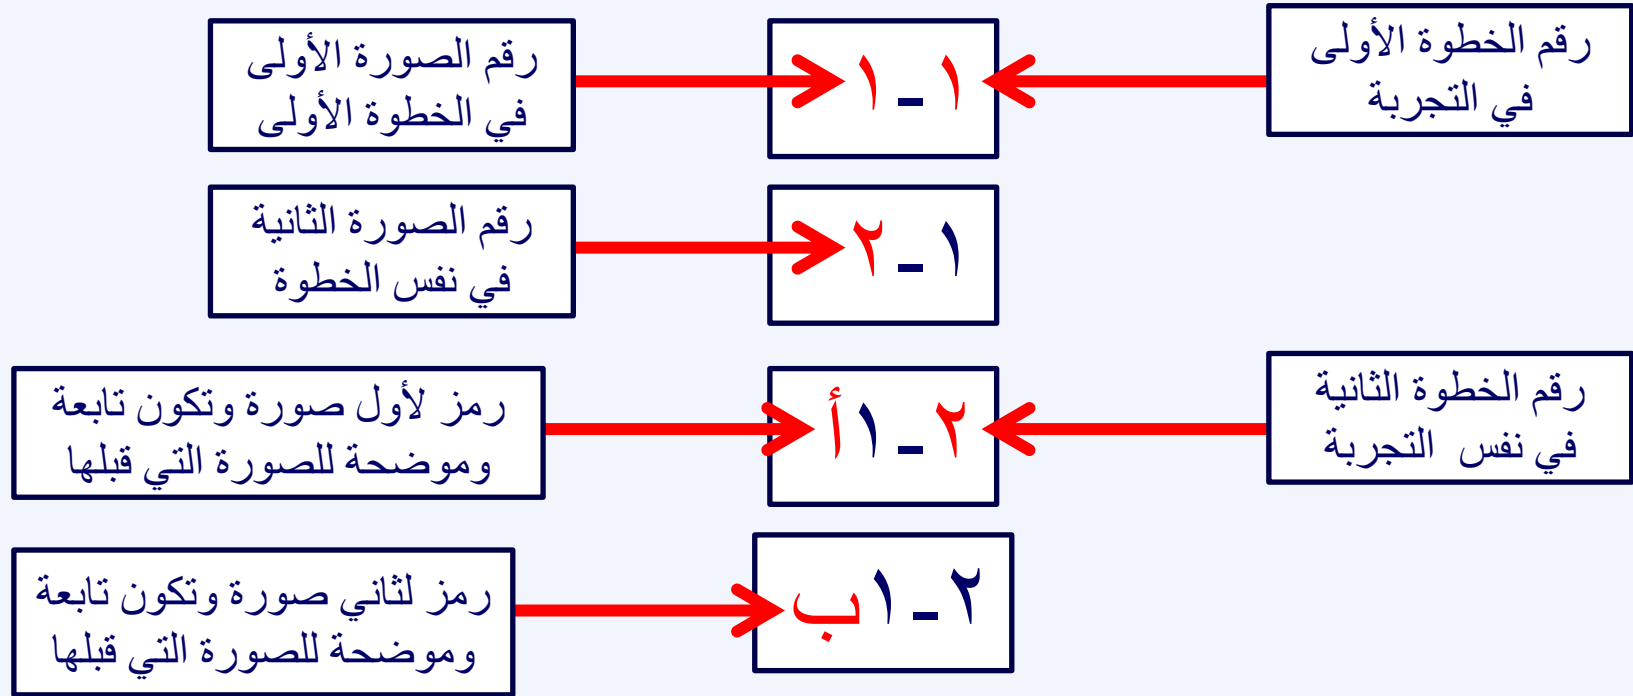 رقم الخطوة الأولى
في التجربة
١ - ١
رقم الصورة الأولى
في الخطوة الأولى
١ - ٢
رقم الصورة الثانية
في نفس الخطوة
رقم الخطوة الثانية
في نفس التجربة
٢ - ١ أ
رمز لأول صورة وتكون تابعة
وموضحة للصورة التي قبلها
٢ - ١ ب
رمز لثاني صورة وتكون تابعة
وموضحة للصورة التي قبلها